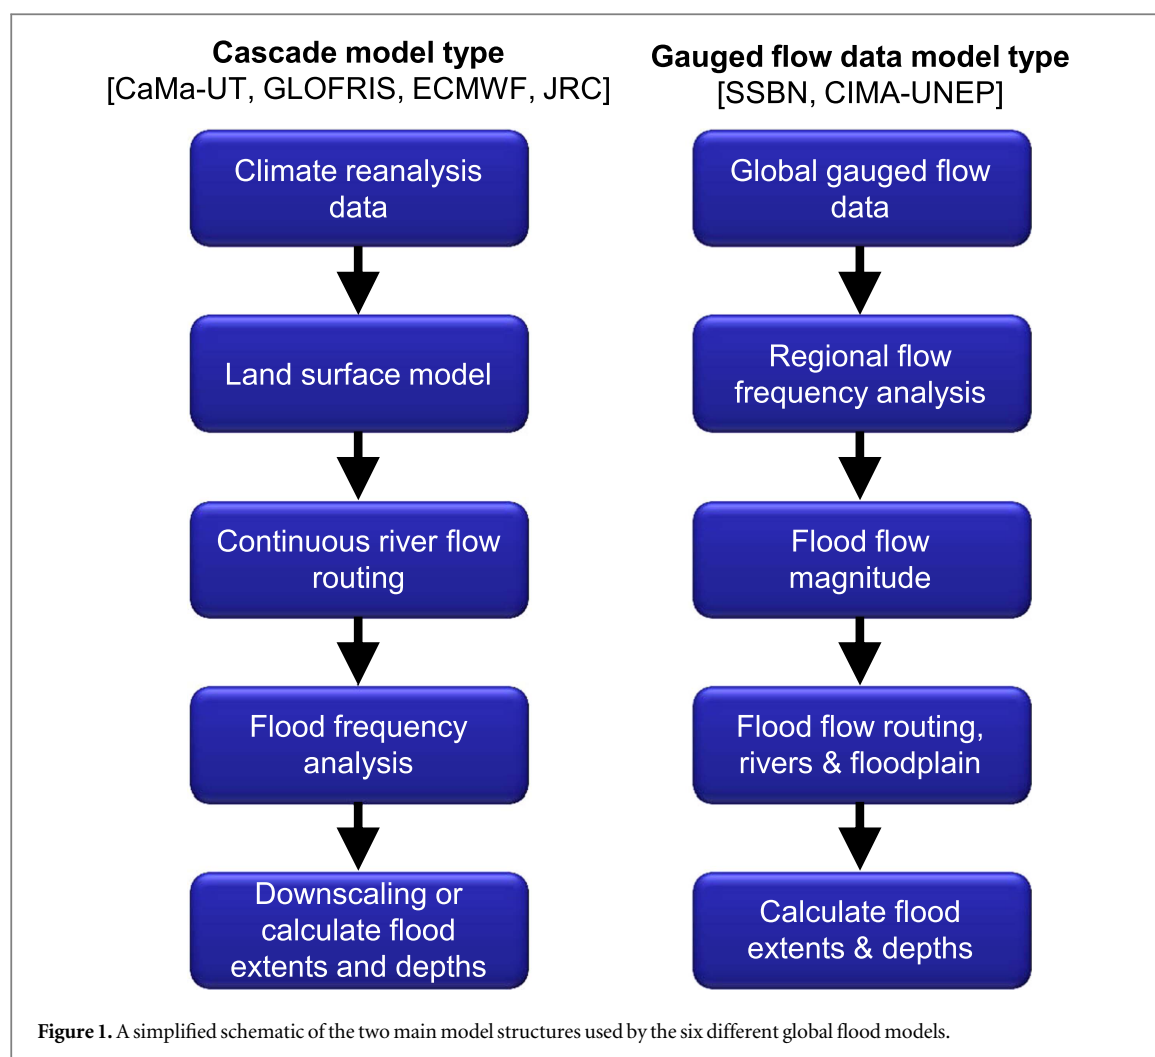 Cascade model type
[CaMa-UT, GLOFRIS, ECMWF, JRC]
Climate reanalysis
data
Land surface model
Continuous river flow
routing
Flood frequency
analysis
Downscaling or
calculate flood
extents and depths
Gauged flow data model type
[SSBN, CIMA-UNEP]
Global gauged flow
data
Regional flow
frequency analysis
Flood flow
magnitude
Flood flow routing,
rivers & floodplain
Calculate flood
extents & depths
Figure 1. A simplified schematic of the two main model structures used by the six different global flood models.